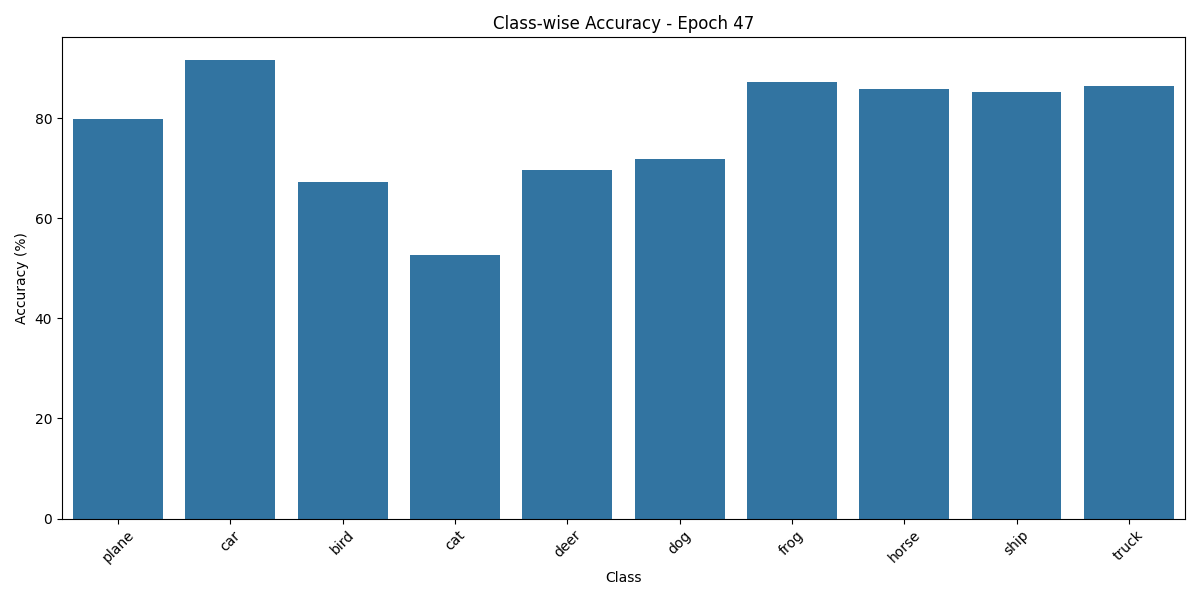 Class-wise Accuracy - Epoch 47
Accuracy (%)
80
60
40
20
0
plane
car
bird
cat
deer
dog
frog
horse
ship
truck
Class